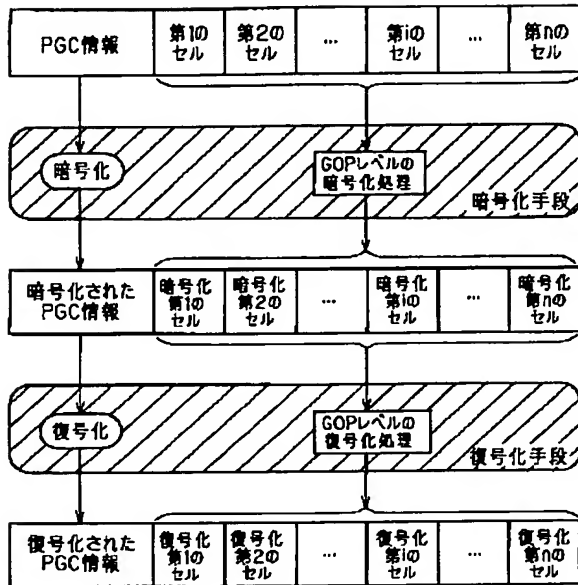 PGC情報
第1の
セル
第2の
セル
…
第iの
セル
…
第nの
セル
暗号化
GOPレベルの
暗号化処理
暗号化手段
暗号化された
PGC情報
暗号化
第1の
セル
暗号化
第2の
セル
…
暗号化
第iの
セル
…
暗号化
第nの
セル
復号化
GOPレベルの
復号化処理
復号化手段
復号化された
PGC情報
復号化
第1の
セル
復号化
第2の
セル
…
復号化
第iの
セル
…
復号化
第nの
セル